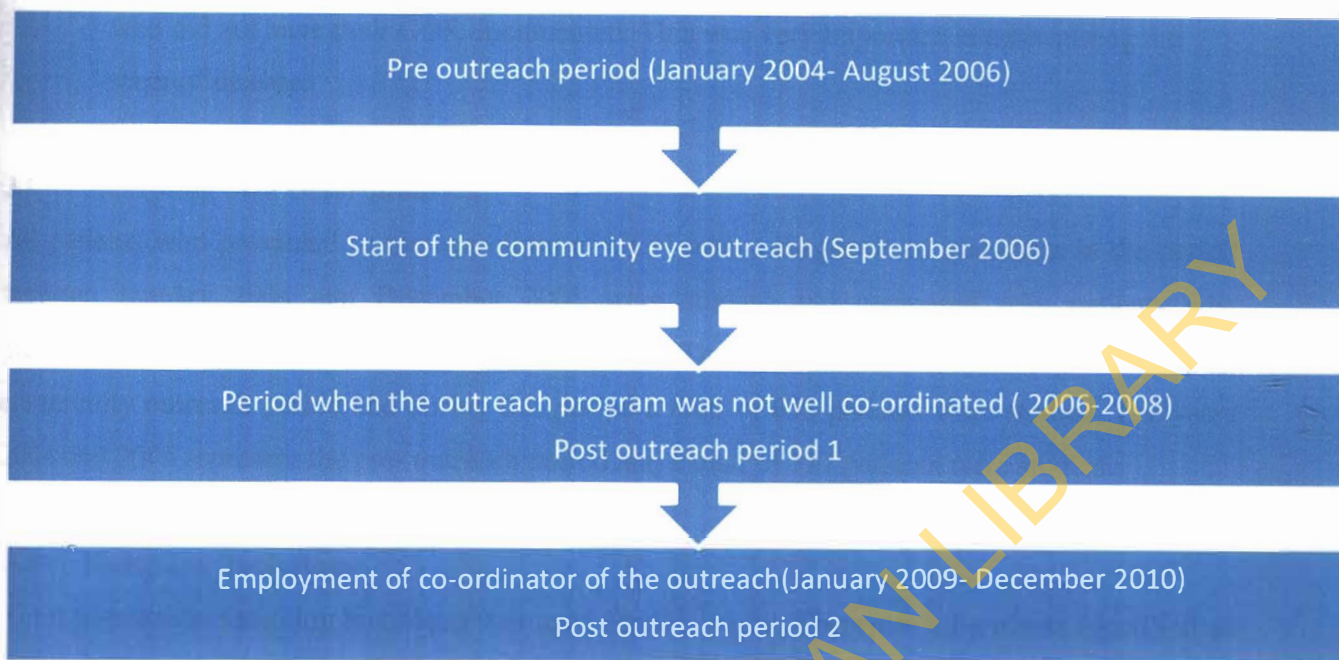 Pre outreach period (January 2004- August 2006)
Start of the community eye outreach (September 2006)
Period when the outreach program was not well co-ordinated ( 2006-2008)
Post outreach period 1
Employment of co-ordinator of the outreach(January 2009- December 2010)
Post outreach period 2
AN LIBRARY